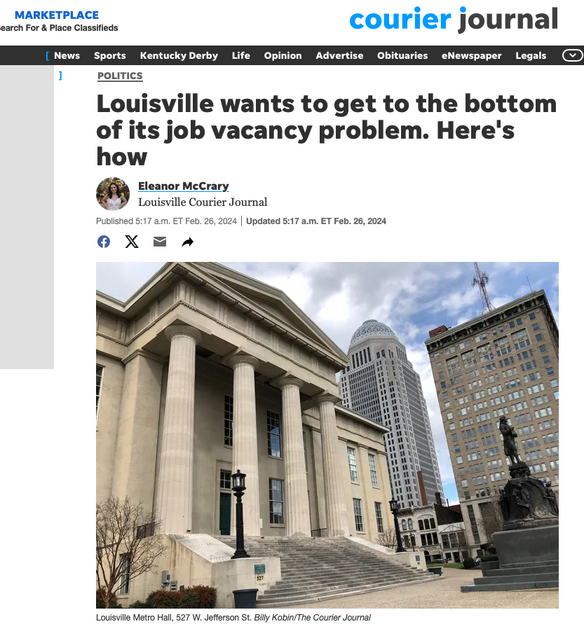 MARKETPLACE
courier journal
earch For & Place Classifieds
[ News Sports Kentucky Derby Life Opinion Advertise Obituaries eNewspaper Legals
] POLITICS
Louisville wants to get to the bottom
of its job vacancy problem. Here's
how
Eleanor McCrary
Louisville Courier Journal
Published 5:17 a.m. ET Feb. 26, 2024 | Updated 5:17 a.m. ET Feb. 26, 2024
527
Louisville Metro Hall, 527 W. Jefferson St. Billy Kobin/The Courier Journal